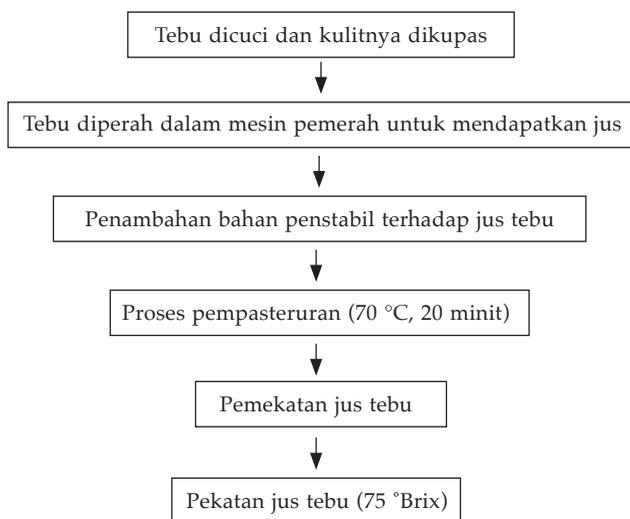 Tebu dicuci dan kulitnya dikupas
Tebu diperah dalam mesin pemerah untuk mendapatkan jus
Penambahan bahan penstabil terhadap jus tebu
Proses pempasteruran (70 °C, 20 minit)
Pemekatan jus tebu
Pekatan jus tebu (75 °Brix)